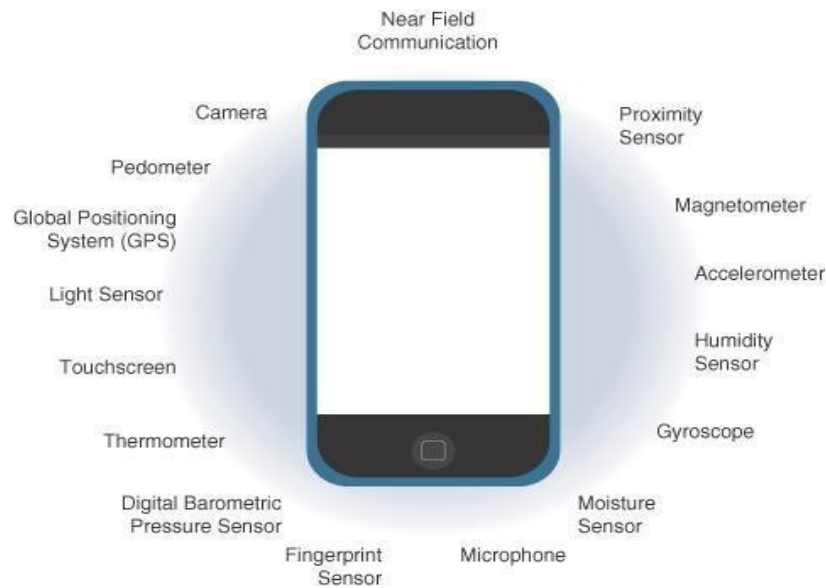 Near Field
Communication
Camera
Proximity
Sensor
Pedometer
Magnetometer
Global Positioning
System (GPS)
Accelerometer
Light Sensor
Humidity
Sensor
Touchscreen
Gyroscope
Thermometer
Digital Barometric
Pressure Sensor
Moisture
Sensor
Fingerprint
Sensor
Microphone